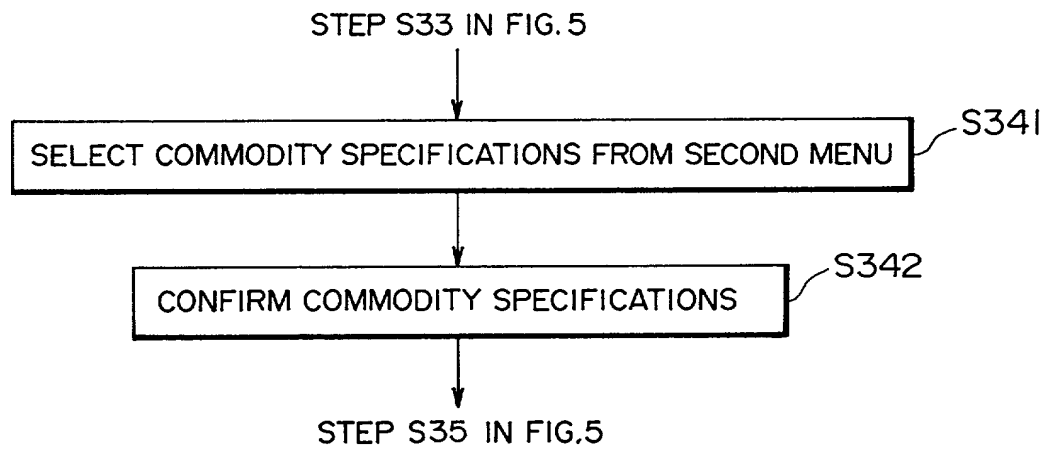 STEP S33 IN FIG. 5
S341
SELECT COMMODITY SPECIFICATIONS FROM SECOND MENU
S342
CONFIRM COMMODITY SPECIFICATIONS
STEP S35 IN FIG.5